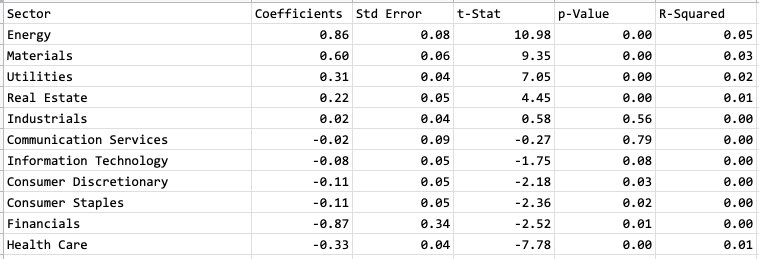 Sector Coefficients Std Error t-Stat p-Value R-Squared
Energy 0.86 0.08 10.98 0.00 0.05
Materials 0.60 0.06 9.35 0.00 0.03
Utilities 0.31 0.04 7.05 0.00 0.02
Real Estate 0.22 0.05 4.45 0.00 0.01
Industrials 0.02 0.04 0.58 0.56 0.00
Communication Services -0.02 0.09 -0.27 0.79 0.00
Information Technology -0.08 0.05 -1.75 0.08 0.00
Consumer Discretionary -0.11 0.05 -2.18 0.03 0.00
Consumer Staples -0.11 0.05 -2.36 0.02 0.00
Financials -0.87 0.34 -2.52 0.01 0.00
Health Care -0.33 0.04 -7.78 0.00 0.01